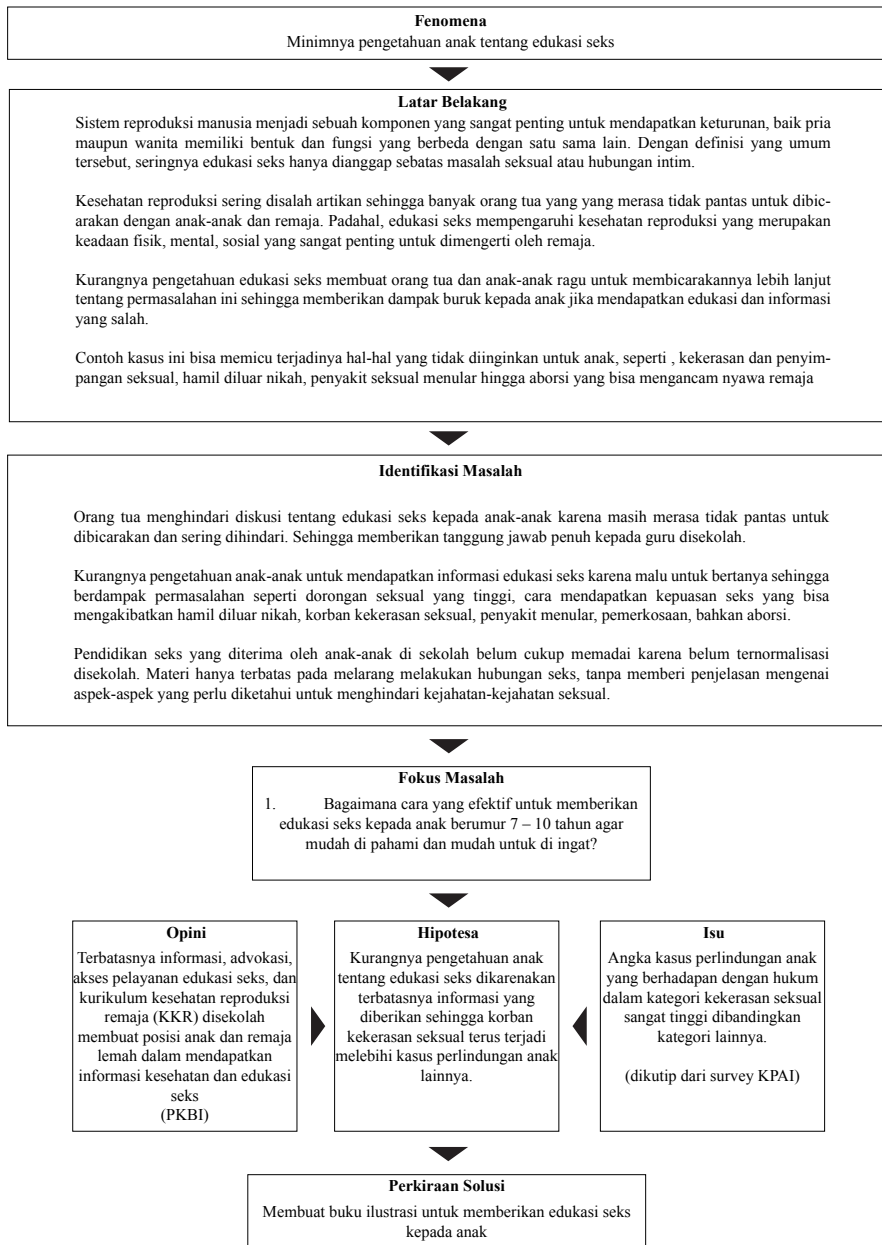 Fenomena
Minimnya pengetahuan anak tentang edukasi seks
Latar Belakang
Sistem reproduksi manusia menjadi sebuah komponen yang sangat penting untuk mendapatkan keturunan, baik pria
maupun wanita memiliki bentuk dan fungsi yang berbeda dengan satu sama lain. Dengan definisi yang umum
tersebut, seringnya edukasi seks hanya dianggap sebatas masalah seksual atau hubungan intim.
Kesehatan reproduksi sering disalah artikan sehingga banyak orang tua yang yang merasa tidak pantas untuk dibic-
arakan dengan anak-anak dan remaja. Padahal, edukasi seks mempengaruhi kesehatan reproduksi yang merupakan
keadaan fisik, mental, sosial yang sangat penting untuk dimengerti oleh remaja.
Kurangnya pengetahuan edukasi seks membuat orang tua dan anak-anak ragu untuk membicarakannya lebih lanjut
tentang permasalahan ini sehingga memberikan dampak buruk kepada anak jika mendapatkan edukasi dan informasi
yang salah.
Contoh kasus ini bisa memicu terjadinya hal-hal yang tidak diinginkan untuk anak, seperti , kekerasan dan penyim-
pangan seksual, hamil diluar nikah, penyakit seksual menular hingga aborsi yang bisa mengancam nyawa remaja
Identifikasi Masalah
Orang tua menghindari diskusi tentang edukasi seks kepada anak-anak karena masih merasa tidak pantas untuk
dibicarakan dan sering dihindari. Sehingga memberikan tanggung jawab penuh kepada guru disekolah.
Kurangnya pengetahuan anak-anak untuk mendapatkan informasi edukasi seks karena malu untuk bertanya sehingga
berdampak permasalahan seperti dorongan seksual yang tinggi, cara mendapatkan kepuasan seks yang bisa
mengakibatkan hamil diluar nikah, korban kekerasan seksual, penyakit menular, pemerkosaan, bahkan aborsi.
Pendidikan seks yang diterima oleh anak-anak di sekolah belum cukup memadai karena belum ternormalisasi
disekolah. Materi hanya terbatas pada melarang melakukan hubungan seks, tanpa memberi penjelasan mengenai
aspek-aspek yang perlu diketahui untuk menghindari kejahatan-kejahatan seksual.
Fokus Masalah
1. Bagaimana cara yang efektif untuk memberikan
edukasi seks kepada anak berumur 7 – 10 tahun agar
mudah di pahami dan mudah untuk di ingat?
Opini
Terbatasnya informasi, advokasi,
akses pelayanan edukasi seks, dan
kurikulum kesehatan reproduksi
remaja (KKR) disekolah
membuat posisi anak dan remaja
lemah dalam mendapatkan
informasi kesehatan dan edukasi
seks
(PKBI)
Hipotesa
Kurangnya pengetahuan anak
tentang edukasi seks dikarenakan
terbatasnya informasi yang
diberikan sehingga korban
kekerasan seksual terus terjadi
melebihi kasus perlindungan anak
lainnya.
Isu
Angka kasus perlindungan anak
yang berhadapan dengan hukum
dalam kategori kekerasan seksual
sangat tinggi dibandingkan
kategori lainnya.
(dikutip dari survey KPAI)
Perkiraan Solusi
Membuat buku ilustrasi untuk memberikan edukasi seks
kepada anak